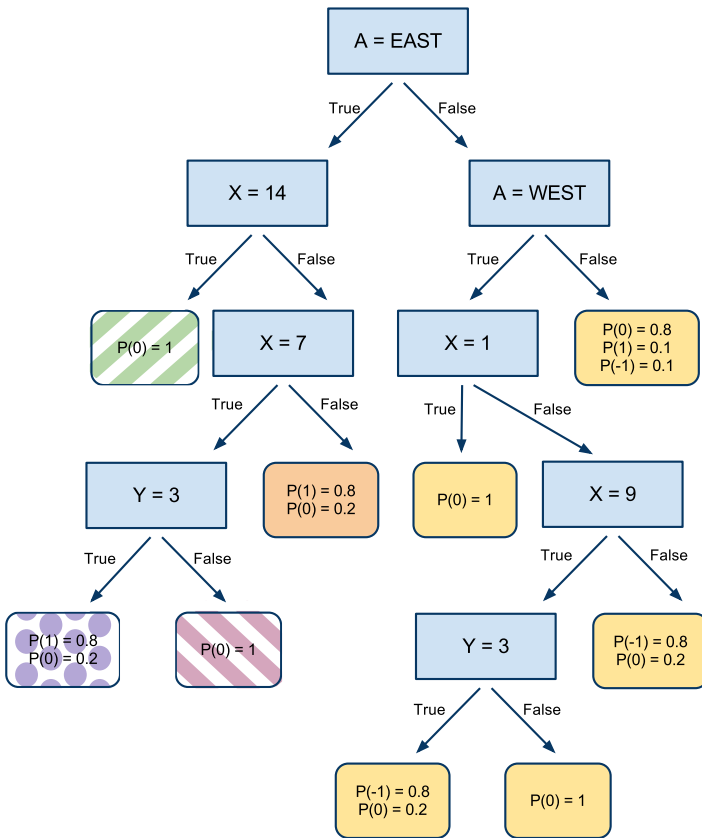 A = EAST
True
False
X = 14
A = WEST
True
False
True
False
P(0) = 1
X = 7
X = 1
P(0) = 0.8
P(1) = 0.1
P(-1) = 0.1
True
False
True
False
Y = 3
P(1) = 0.8
P(0) = 0.2
P(0) = 1
X = 9
True
False
True
False
P(1) = 0.8
P(0) = 0.2
P(0) = 1
Y = 3
P(-1) = 0.8
P(0) = 0.2
True
False
P(-1) = 0.8
P(0) = 0.2
P(0) = 1